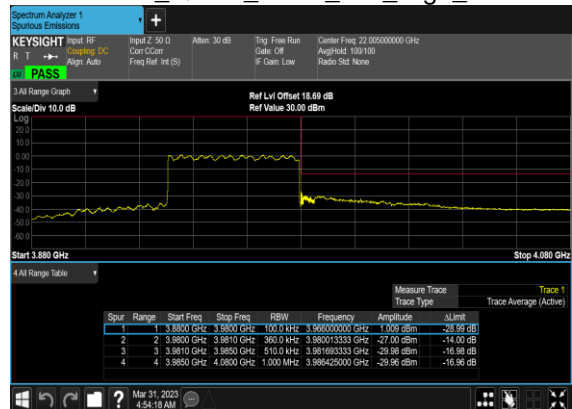 Spectrum Analyzer 1
Spurious Emissions
+
KEYSIGHT Input: RF Input Z: 50 Ω Atten: 30 dB Trig: Free Run Center Freq: 22.005000000 GHz
R T Coupling: DC Corr CCorr Gate: Off Avg|Hold: 100/100
Align: Auto Freq Ref: Int (S) IF Gain: Low Radio Std: None
PASS
3 All Range Graph Ref Lvl Offset 18.69 dB
Scale/Div 10.0 dB Ref Value 30.00 dBm
Log
20.0
10.0
0.00
-10.0
-20.0
-30.0
-40.0
-50.0
-60.0
Start 3.880 GHz Stop 4.080 GHz
4 All Range Table
Measure Trace Trace 1
Trace Type Trace Average (Active)
Spur Range Start Freq Stop Freq RBW Frequency Amplitude ΔLimit
1 1 3.8800 GHz 3.9800 GHz 100.0 kHz 3.966000000 GHz 1.009 dBm -28.99 dB
2 2 3.9800 GHz 3.9810 GHz 360.0 kHz 3.980013333 GHz -27.00 dBm -14.00 dB
3 3 3.9810 GHz 3.9850 GHz 510.0 kHz 3.981693333 GHz -29.98 dBm -16.98 dB
4 4 3.9850 GHz 4.0800 GHz 1.000 MHz 3.986425000 GHz -29.96 dBm -16.96 dB
? Mar 31, 2023
4:54:18 AM